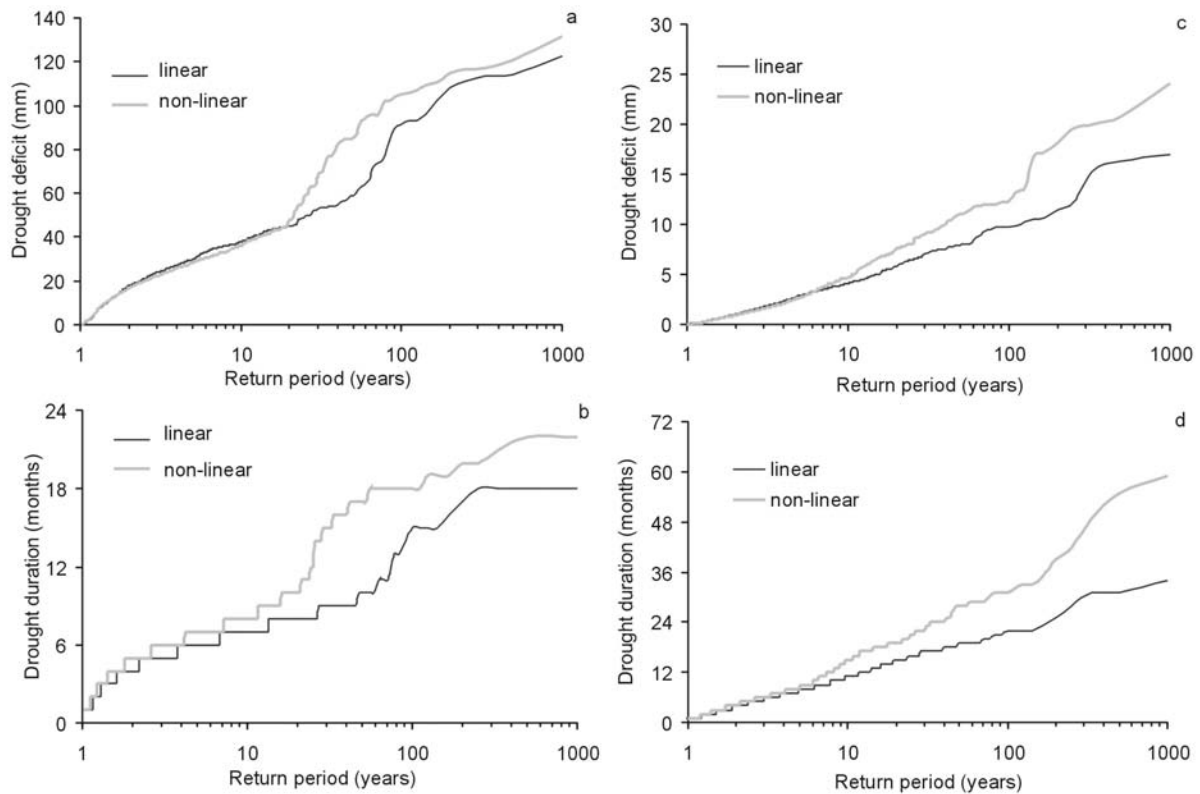 a
140
120
100
80
60
40
20
0
Drought deficit (mm)
linear
non-linear
1 10 100 1000
Return period (years)
c
30
25
20
15
10
5
0
Drought deficit (mm)
linear
non-linear
1 10 100 1000
Return period (years)
b
24
18
12
6
0
Drought duration (months)
linear
non-linear
1 10 100 1000
Return period (years)
d
72
60
48
36
24
12
0
Drought duration (months)
linear
non-linear
1 10 100 1000
Return period (years)